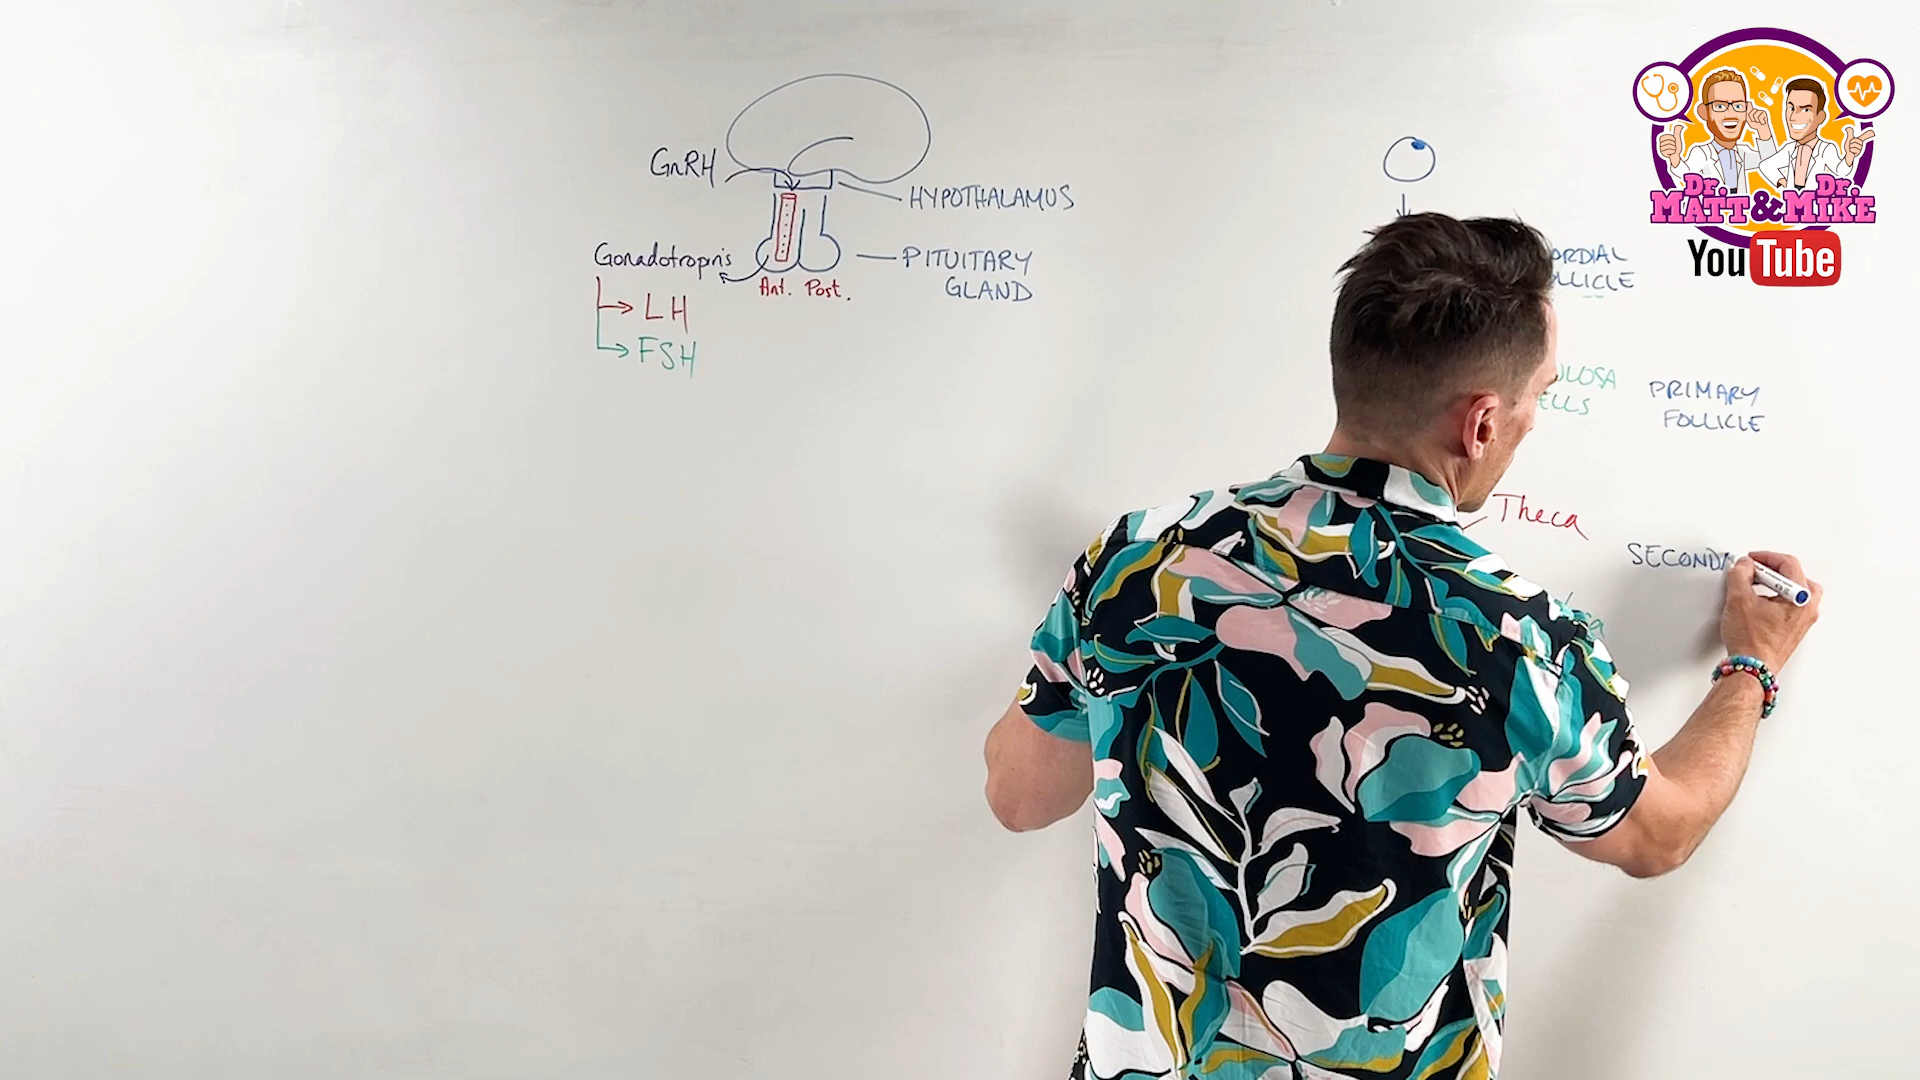 GnRH
HYPOTHALAMUS
Gonadotropins
PITUITARY
GLAND
Ant. Post.
LH
FSH
PRIMARY
FOLLICLE
Theca
Dr. Dr.
MATT & MIKE
YouTube